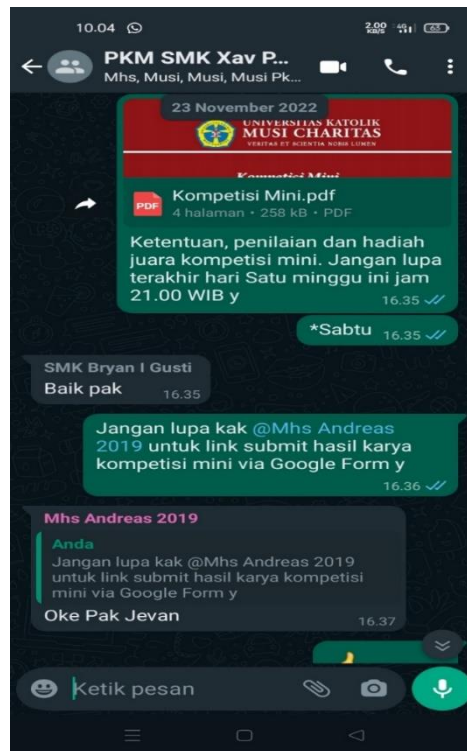 10.04
2.00
KB/S
4G
65
PKM SMK Xav P...
Mhs, Musi, Musi, Musi Pk...
23 November 2022
UNIVERSITAS KATOLIK
MUSI CHARITAS
VERITAS ET SCIENTIA NOBIS LUMEN
Kompetisi Mini
PDF
Kompetisi Mini.pdf
4 halaman • 258 kB • PDF
Ketentuan, penilaian dan hadiah
juara kompetisi mini. Jangan lupa
terakhir hari Satu minggu ini jam
21.00 WIB y
16.35
*Sabtu 16.35
SMK Bryan I Gusti
Baik pak 16.35
Jangan lupa kak @Mhs Andreas
2019 untuk link submit hasil karya
kompetisi mini via Google Form y
16.36
Mhs Andreas 2019
Anda
Jangan lupa kak @Mhs Andreas 2019
untuk link submit hasil karya kompetisi
mini via Google Form y
Oke Pak Jevan 16.37
Ketik pesan